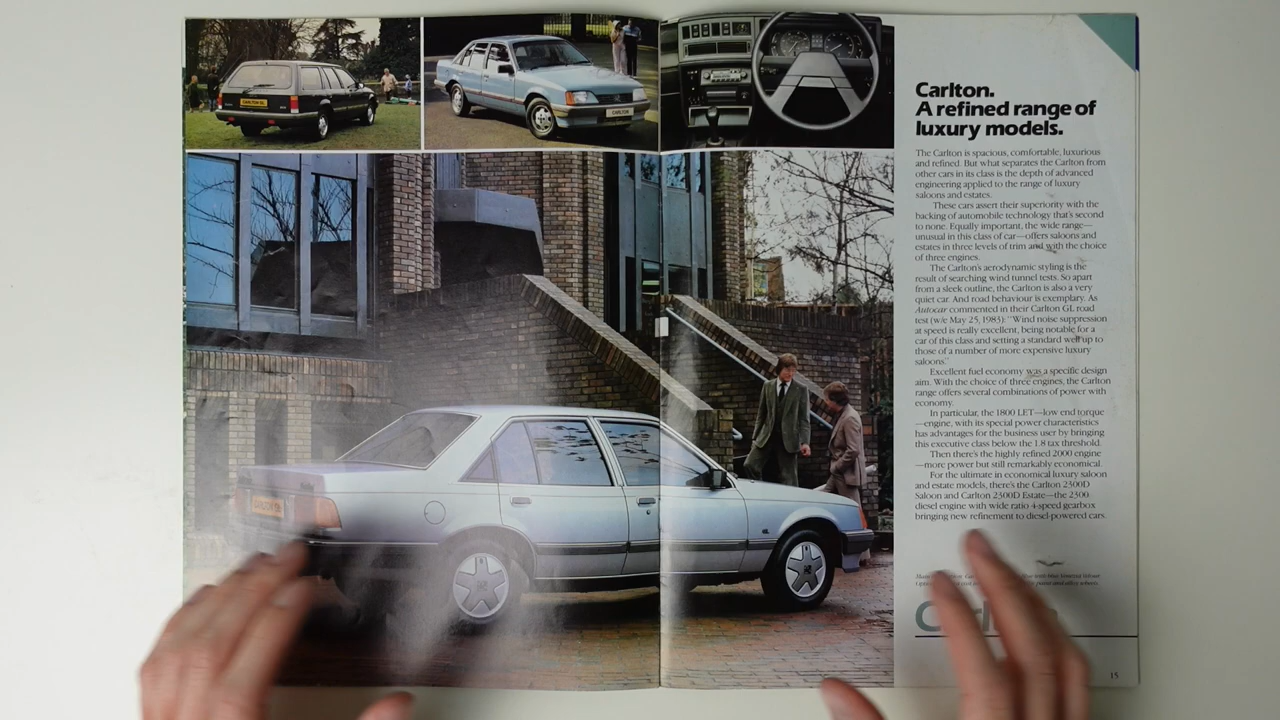 CARLTON GL
CARLTON
Carlton.
A refined range of
luxury models.
The Carlton is spacious, comfortable, luxurious
and refined. But what separates the Carlton from
other cars in its class is the depth of advanced
engineering applied to the range of luxury
saloons and estates.
These cars assert their superiority with the
backing of automobile technology that's second
to none. Equally important, the wide range—
unusual in this class of car—offers saloons and
estates in three levels of trim and with the choice
of three engines.
The Carlton's aerodynamic styling is the
result of searching wind tunnel tests. So apart
from a sleek outline, the Carlton is also a very
quiet car. And road behaviour is exemplary. As
Autocar commented in their Carlton GL road
test (w/e May 25, 1983): "Wind noise suppression
at speed is really excellent, being notable for a
car of this class and setting a standard well up to
those of a number of more expensive luxury
saloons."
Excellent fuel economy was a specific design
aim. With the choice of three engines, the Carlton
range offers several combinations of power with
economy.
In particular, the 1800 LET—low end torque
—engine, with its special power characteristics
has advantages for the business user by bringing
this executive class below the 1.8 tax threshold.
Then there's the highly refined 2000 engine
—more power but still remarkably economical.
For the ultimate in economical luxury saloon
and estate models, there's the Carlton 2300D
Saloon and Carlton 2300D Estate—the 2300
diesel engine with wide ratio 4-speed gearbox
bringing new refinement to diesel-powered cars.
15